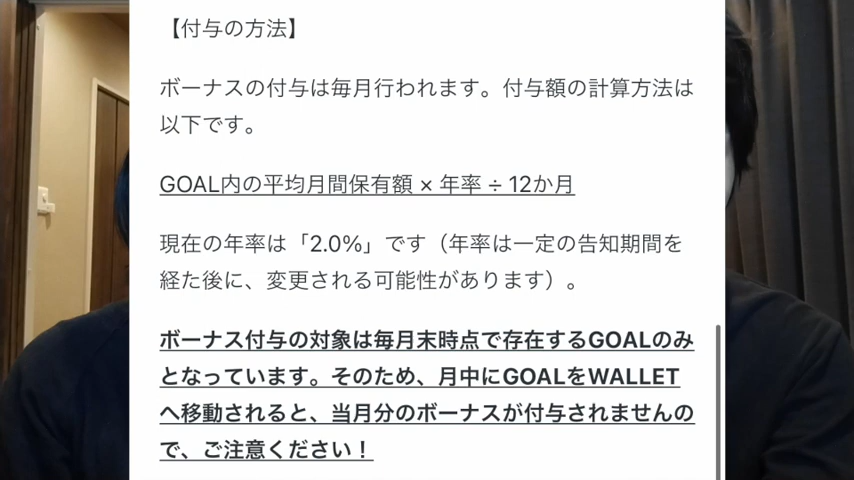 【付与の方法】
ボーナスの付与は毎月行われます。付与額の計算方法は
以下です。
GOAL内の平均月間保有額 × 年率 ÷ 12か月
現在の年率は「2.0%」です（年率は一定の告知期間を
経た後に、変更される可能性があります）。
ボーナス付与の対象は毎月末時点で存在するGOALのみ
となっています。そのため、月中にGOALをWALLET
へ移動されると、当月分のボーナスが付与されませんの
で、ご注意ください！